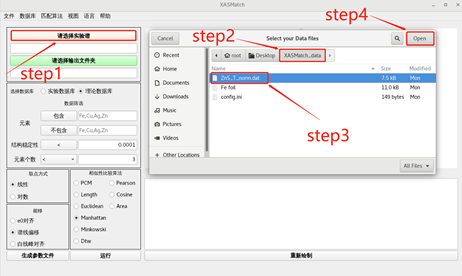 XASMatch
文件 数据库 匹配算法 视图 语言 帮助
请选择实验谱
请选择输出文件夹
step1
选择数据库: 实验数据库 理论数据库
数据筛选
元素
包含 Fe,Cu,Ag,Zn
不包含 Fe,Cu,Ag,Zn
结构稳定性 < 0.0001
元素个数 < 3
取点方式
线性
对数
能移
e0对齐
谱线偏移
白线峰对齐
相似性比较算法
PCM Pearson
Length Cosine
Euclidean Area
Manhattan
Minkowski
Dtw
生成参数文件 运行 重新绘制
step2
step4
Cancel Select your Data files Open
root Desktop XASMatch_data
Recent
Home
Desktop
Documents
Downloads
Music
Pictures
Videos
Other Locations
Name Size Modified
ZnS_T...norm.dat 7.5 kB Mon
Fe foil 11.0 kB Mon
config.ini 149 bytes Mon
step3
All Files